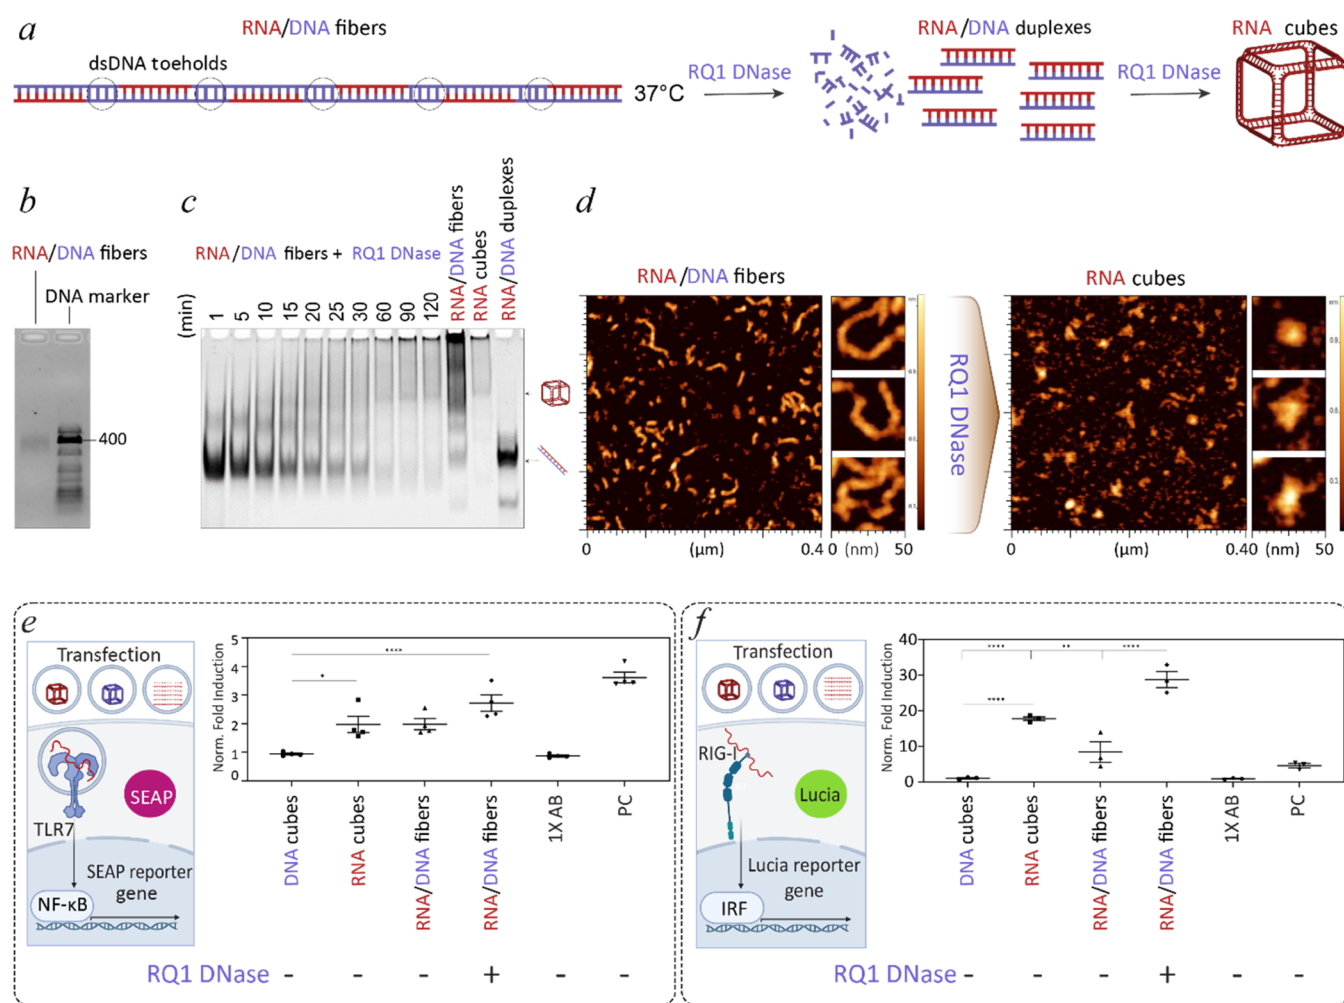 a
RNA/DNA fibers
RNA/DNA duplexes
RNA cubes
dsDNA toeholds
37°C
RQ1 DNase
RQ1 DNase
b
RNA/DNA fibers
DNA marker
400
c
RNA/DNA fibers + RQ1 DNase
(min)
1 5 10 15 20 25 30 60 90 120
RNA/DNA fibers
RNA cubes
RNA/DNA duplexes
d
RNA/DNA fibers
RNA cubes
RQ1 DNase
0 (µm) 0.4 0 (nm) 50
0 (µm) 0.40 (nm) 50
e
Transfection
TLR7
SEAP
SEAP reporter
gene
NF-κB
Norm. Fold Induction
5
4
3
2
1
0
****
*
DNA cubes
RNA cubes
RNA/DNA fibers
RNA/DNA fibers
1X AB
PC
RQ1 DNase - - - + - -
f
Transfection
RIG-I
Lucia
Lucia reporter
gene
IRF
Norm. Fold Induction
40
30
20
10
0
**** ** ****
****
DNA cubes
RNA cubes
RNA/DNA fibers
RNA/DNA fibers
1X AB
PC
RQ1 DNase - - - + - -